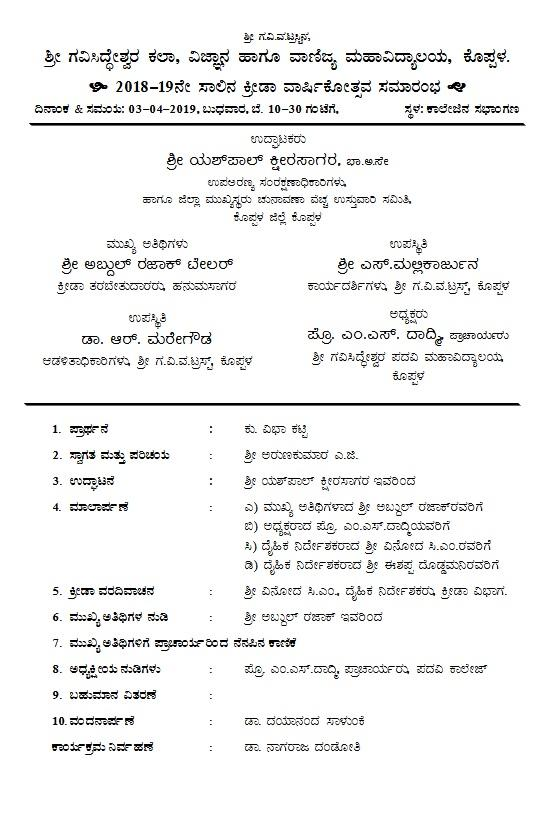 ಶ್ರೀ ಗ.ವಿ.ವ.ಟ್ರಸ್ಟಿನ,
ಶ್ರೀ ಗವಿಸಿದ್ಧೇಶ್ವರ ಕಲಾ, ವಿಜ್ಞಾನ ಹಾಗೂ ವಾಣಿಜ್ಯ ಮಹಾವಿದ್ಯಾಲಯ, ಕೊಪ್ಪಳ.
2018-19ನೇ ಸಾಲಿನ ಕ್ರೀಡಾ ವಾರ್ಷಿಕೋತ್ಸವ ಸಮಾರಂಭ
ದಿನಾಂಕ & ಸಮಯ: 03-04-2019, ಬುಧವಾರ, ಬೆ. 10-30 ಗಂಟೆಗೆ, ಸ್ಥಳ: ಕಾಲೇಜಿನ ಸಭಾಂಗಣ
ಉದ್ಘಾಟಕರು
ಶ್ರೀ ಯಶ್‌ಪಾಲ್ ಕ್ಷೀರಸಾಗರ, ಭಾ.ಅ.ಸೇ
ಉಪಅರಣ್ಯ ಸಂರಕ್ಷಣಾಧಿಕಾರಿಗಳು,
ಹಾಗೂ ಜಿಲ್ಲಾ ಮುಖ್ಯಸ್ಥರು ಚುನಾವಣಾ ವೆಚ್ಚ ಉಸ್ತುವಾರಿ ಸಮಿತಿ,
ಕೊಪ್ಪಳ ಜಿಲ್ಲೆ ಕೊಪ್ಪಳ
ಮುಖ್ಯ ಅತಿಥಿಗಳು
ಶ್ರೀ ಅಬ್ದುಲ್ ರಜಾಕ್ ಟೇಲರ್
ಕ್ರೀಡಾ ತರಬೇತುದಾರರು, ಹನುಮಸಾಗರ
ಉಪಸ್ಥಿತಿ
ಶ್ರೀ ಎಸ್.ಮಲ್ಲಿಕಾರ್ಜುನ
ಕಾರ್ಯದರ್ಶಿಗಳು, ಶ್ರೀ ಗ.ವಿ.ವ.ಟ್ರಸ್ಟ್, ಕೊಪ್ಪಳ
ಉಪಸ್ಥಿತಿ
ಡಾ. ಆರ್. ಮರೇಗೌಡ
ಆಡಳಿತಾಧಿಕಾರಿಗಳು, ಶ್ರೀ ಗ.ವಿ.ವ.ಟ್ರಸ್ಟ್, ಕೊಪ್ಪಳ
ಅಧ್ಯಕ್ಷರು
ಪ್ರೊ. ಎಂ.ಎಸ್. ದಾದ್ಮಿ, ಪ್ರಾಚಾರ್ಯರು
ಶ್ರೀ ಗವಿಸಿದ್ಧೇಶ್ವರ ಪದವಿ ಮಹಾವಿದ್ಯಾಲಯ,
ಕೊಪ್ಪಳ
1. ಪ್ರಾರ್ಥನೆ : ಕು. ವಿಭಾ ಕಟ್ಟಿ
2. ಸ್ವಾಗತ ಮತ್ತು ಪರಿಚಯ : ಶ್ರೀ ಅರುಣಕುಮಾರ ಎ.ಜಿ.
3. ಉದ್ಘಾಟನೆ : ಶ್ರೀ ಯಶ್‌ಪಾಲ್ ಕ್ಷೀರಸಾಗರ ಇವರಿಂದ
4. ಮಾಲಾರ್ಪಣೆ : ಎ) ಮುಖ್ಯ ಅತಿಥಿಗಳಾದ ಶ್ರೀ ಅಬ್ದುಲ್ ರಜಾಕ್‌ರವರಿಗೆ
ಬಿ) ಅಧ್ಯಕ್ಷರಾದ ಪ್ರೊ. ಎಂ.ಎಸ್.ದಾದ್ಮಿಯವರಿಗೆ
ಸಿ) ದೈಹಿಕ ನಿರ್ದೇಶಕರಾದ ಶ್ರೀ ವಿನೋದ ಸಿ.ಎಂ.ರವರಿಗೆ
ಡಿ) ದೈಹಿಕ ನಿರ್ದೇಶಕರಾದ ಶ್ರೀ ಈಶಪ್ಪ ದೊಡ್ಡಮನಿರವರಿಗೆ
5. ಕ್ರೀಡಾ ವರದಿವಾಚನ : ಶ್ರೀ ವಿನೋದ ಸಿ.ಎಂ., ದೈಹಿಕ ನಿರ್ದೇಶಕರು, ಕ್ರೀಡಾ ವಿಭಾಗ.
6. ಮುಖ್ಯ ಅತಿಥಿಗಳ ನುಡಿ : ಶ್ರೀ ಅಬ್ದುಲ್ ರಜಾಕ್ ಇವರಿಂದ
7. ಮುಖ್ಯ ಅತಿಥಿಗಳಿಗೆ ಪ್ರಾಚಾರ್ಯರಿಂದ ನೆನಪಿನ ಕಾಣಿಕೆ
8. ಅಧ್ಯಕ್ಷೀಯ ನುಡಿಗಳು : ಪ್ರೊ. ಎಂ.ಎಸ್.ದಾದ್ಮಿ, ಪ್ರಾಚಾರ್ಯರು, ಪದವಿ ಕಾಲೇಜ್
9. ಬಹುಮಾನ ವಿತರಣೆ :
10. ವಂದನಾರ್ಪಣೆ : ಡಾ. ದಯಾನಂದ ಸಾಳುಂಕೆ
ಕಾರ್ಯಕ್ರಮ ನಿರ್ವಹಣೆ : ಡಾ. ನಾಗರಾಜ ದಂಡೋತಿ